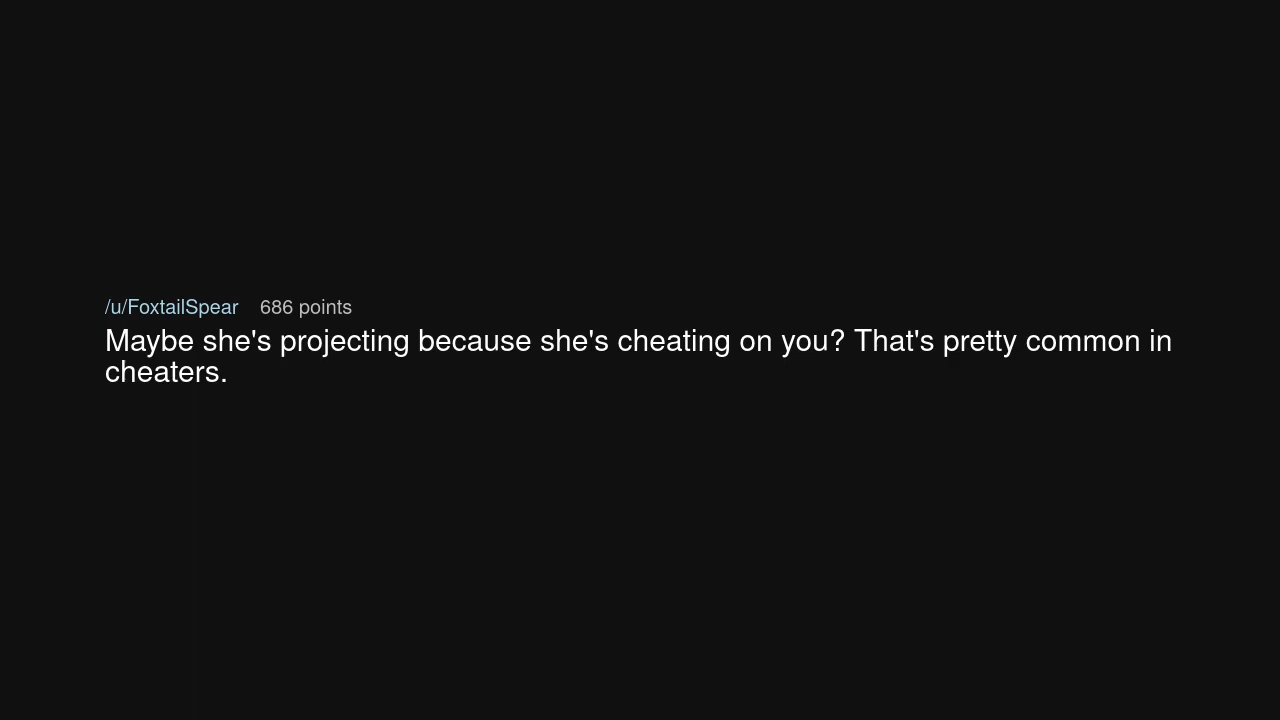 /u/FoxtailSpear 686 points
Maybe she's projecting because she's cheating on you? That's pretty common in
cheaters.